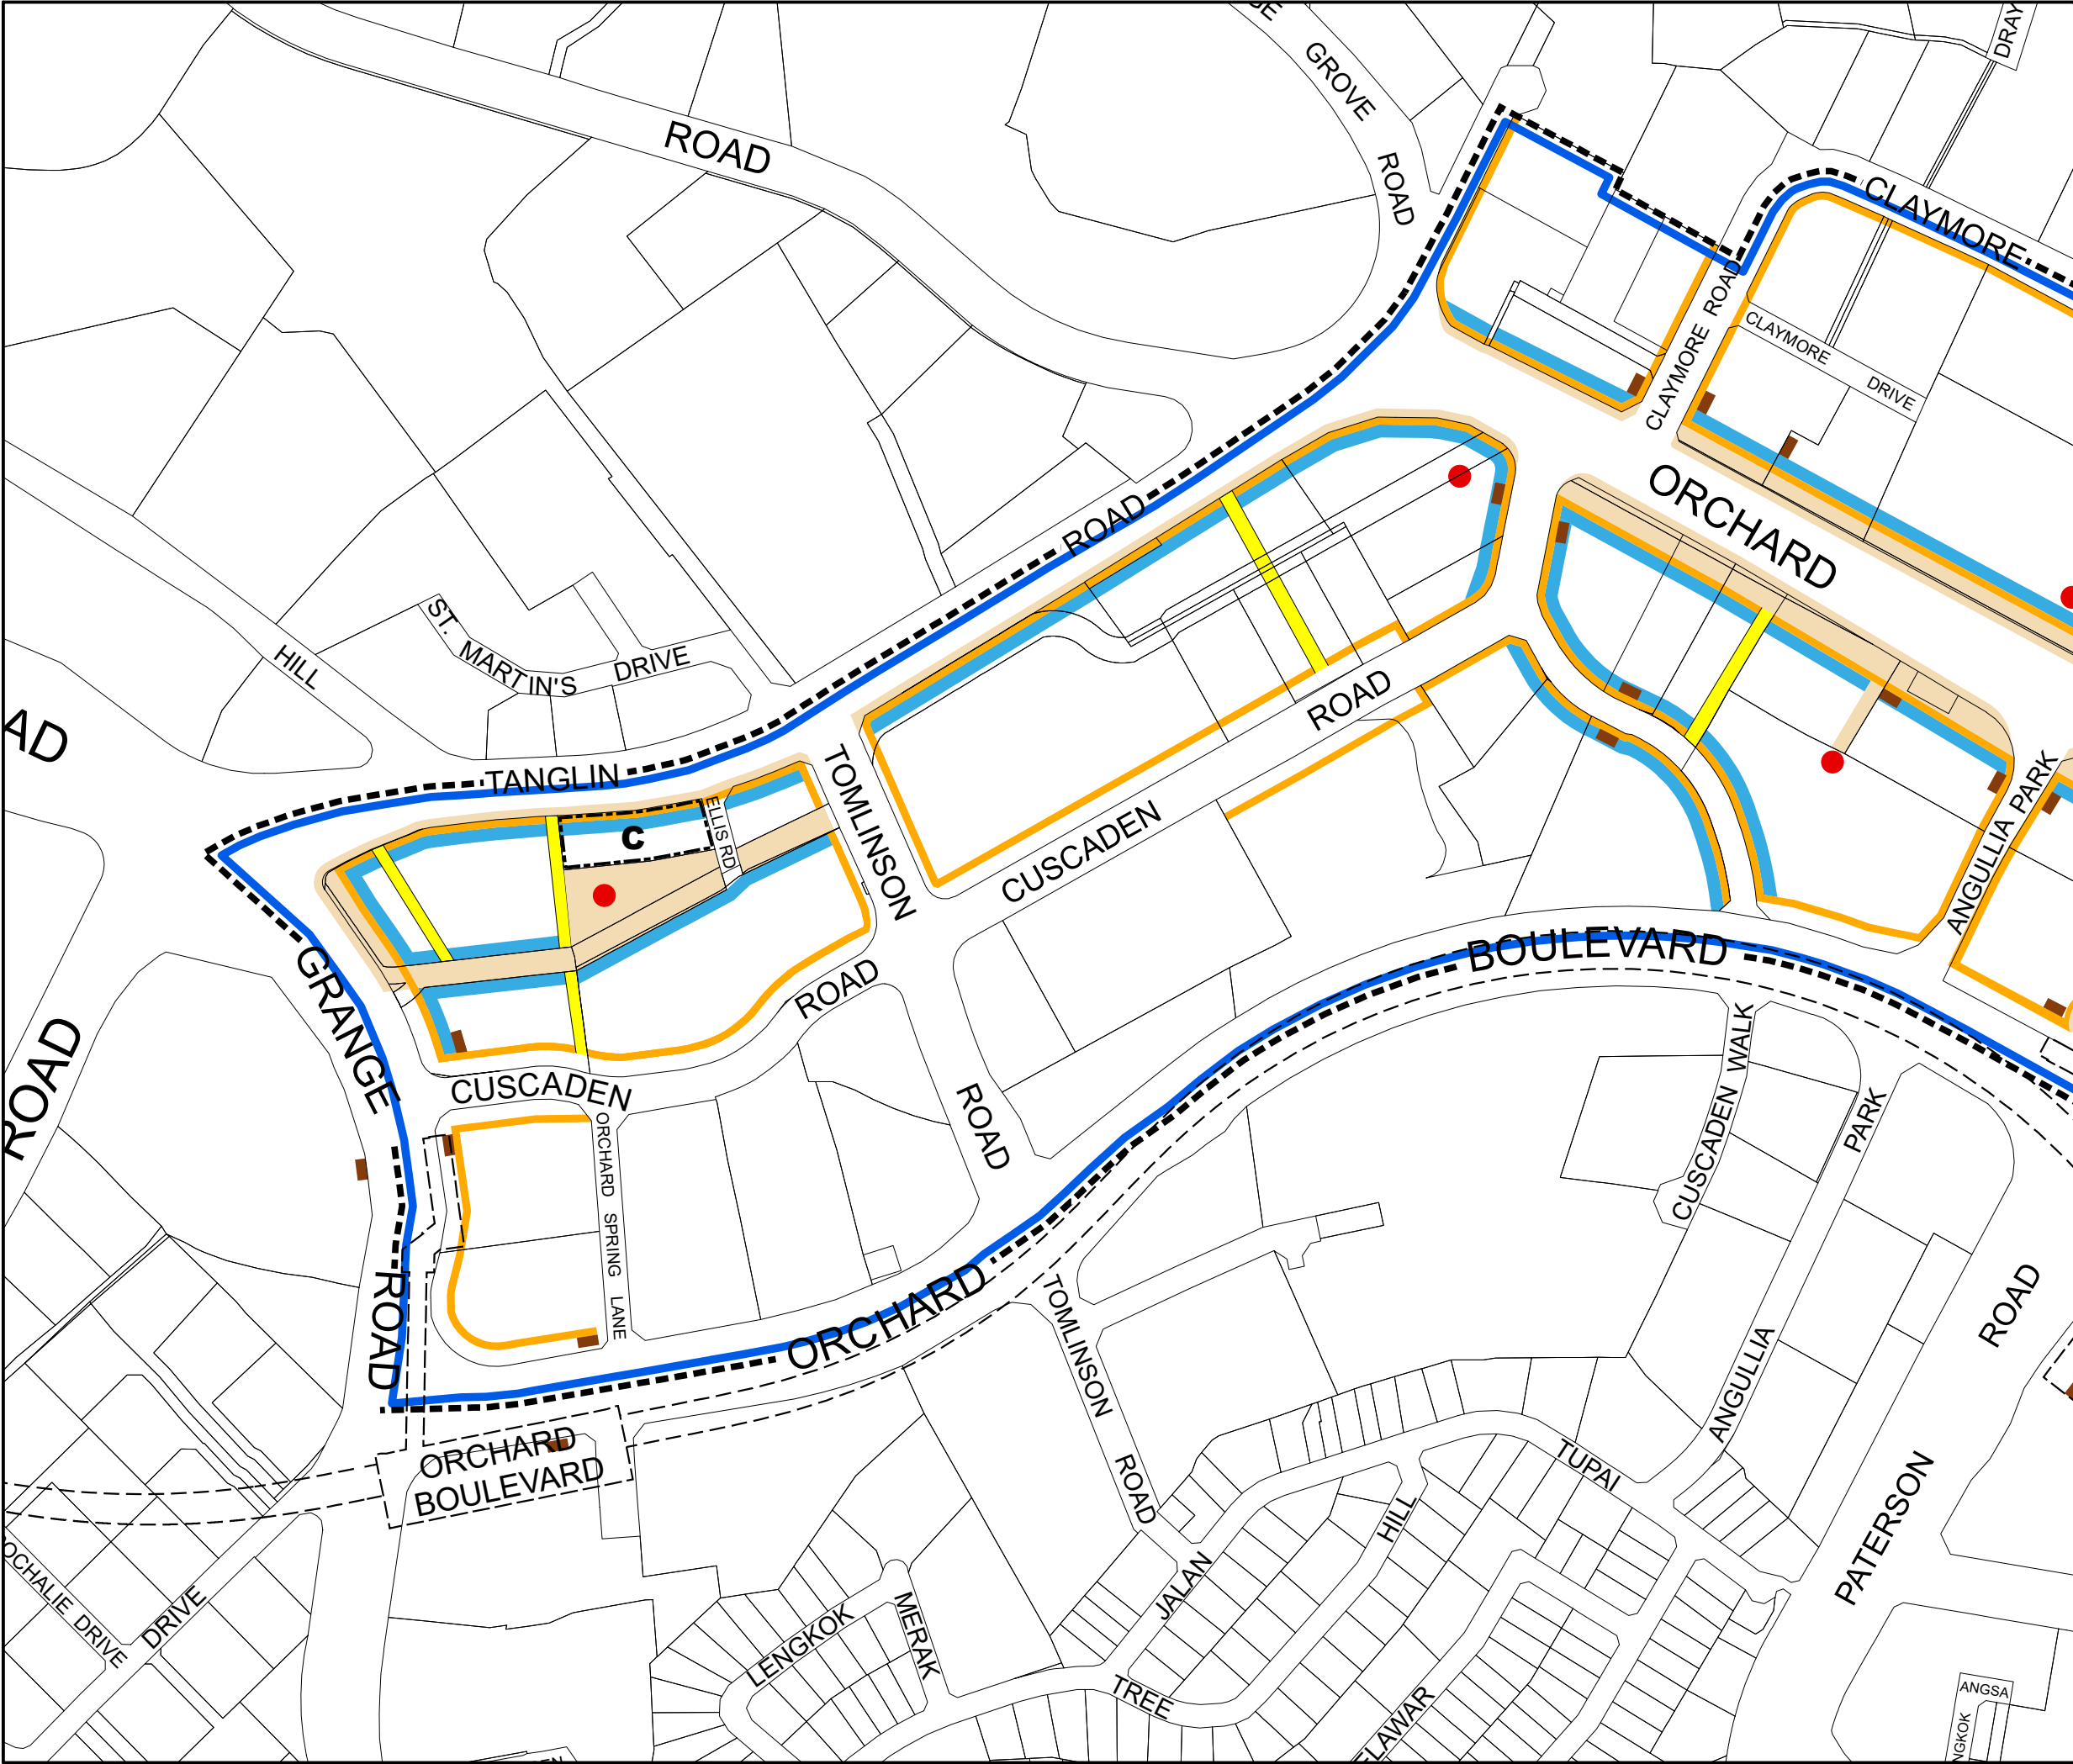 DRAY
GROVE
ROAD
ROAD
CLAYMORE
CLAYMORE ROAD
CLAYMORE
DRIVE
ORCHARD
ROAD
ST. MARTIN'S
DRIVE
HILL
TANGLIN
ELLIS RD
C
TOMLINSON
ROAD
CUSCADEN
ANGULLIA PARK
BOULEVARD
GRANGE
ROAD
CUSCADEN
ROAD
ROAD
CUSCADEN WALK
PARK
ORCHARD
SPRING
LANE
ROAD
ORCHARD
TOMLINSON
ROAD
ANGULLIA
ROAD
PATERSON
ORCHARD
BOULEVARD
TUPAI
HILL
JALAN
TREE
LENGKOK
MERAK
DRIVE
DRIVE
ANGSA